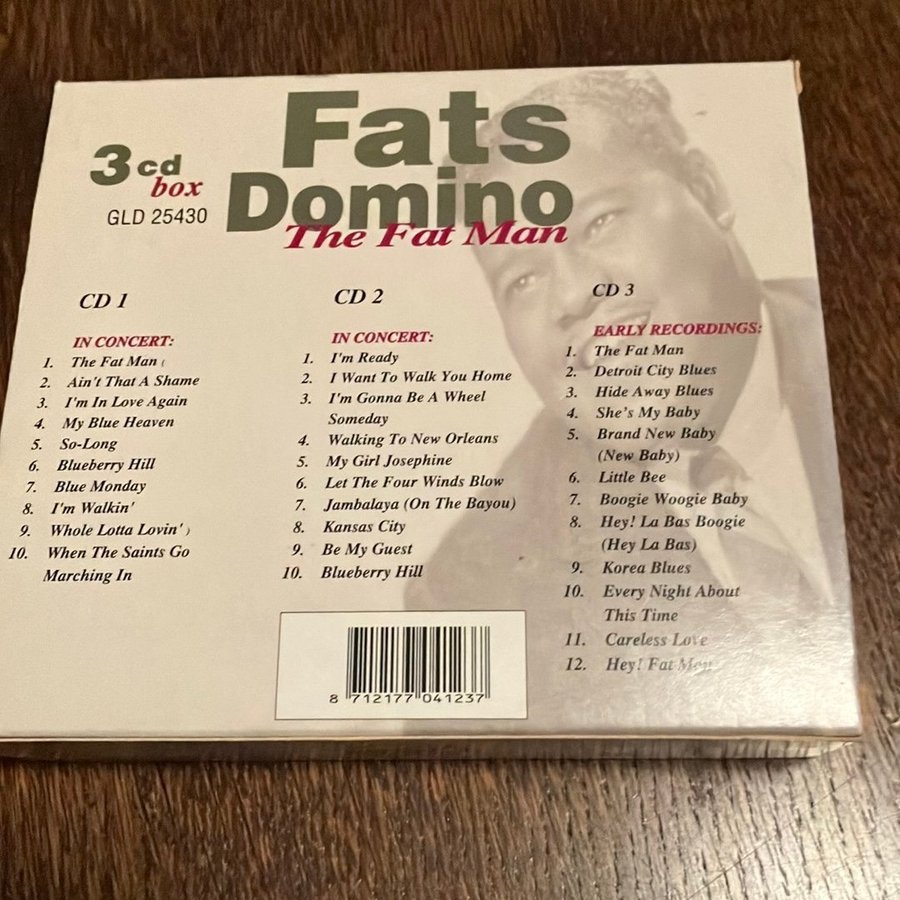 Fats
Domino
The Fat Man
3 cd
box
GLD 25430
CD 1
IN CONCERT:
1. The Fat Man (
2. Ain't That A Shame
3. I'm In Love Again
4. My Blue Heaven
5. So-Long
6. Blueberry Hill
7. Blue Monday
8. I'm Walkin'
9. Whole Lotta Lovin' )
10. When The Saints Go
Marching In
CD 2
IN CONCERT:
1. I'm Ready
2. I Want To Walk You Home
3. I'm Gonna Be A Wheel
Someday
4. Walking To New Orleans
5. My Girl Josephine
6. Let The Four Winds Blow
7. Jambalaya (On The Bayou)
8. Kansas City
9. Be My Guest
10. Blueberry Hill
CD 3
EARLY RECORDINGS:
1. The Fat Man
2. Detroit City Blues
3. Hide Away Blues
4. She's My Baby
5. Brand New Baby
(New Baby)
6. Little Bee
7. Boogie Woogie Baby
8. Hey! La Bas Boogie
(Hey La Bas)
9. Korea Blues
10. Every Night About
This Time
11. Careless Love
12. Hey! Fat
8 712177 041237